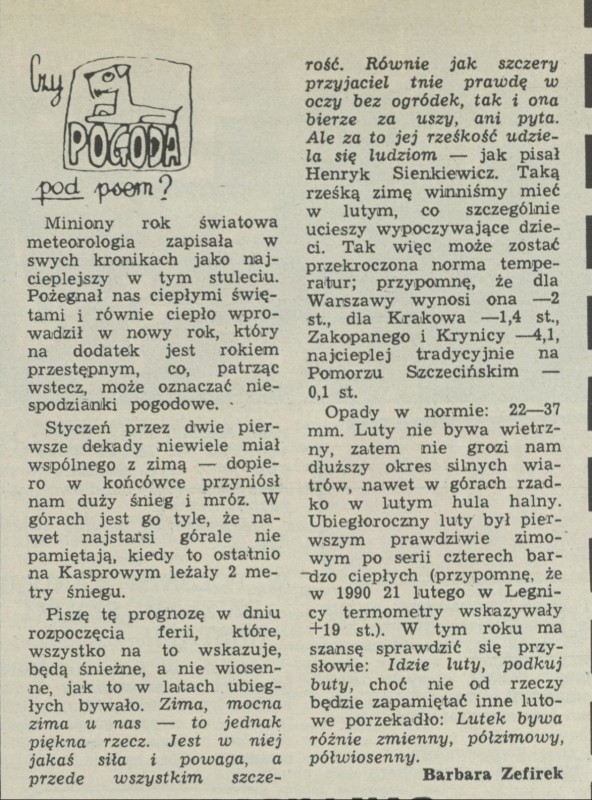 Czy
POGODA
pod psem?
Miniony rok światowa
meteorologia zapisała w
swych kronikach jako naj-
cieplejszy w tym stuleciu.
Pożegnał nas ciepłymi świę-
tami i równie ciepło wpro-
wadził w nowy rok, który
na dodatek jest rokiem
przestępnym, co, patrząc
wstecz, może oznaczać nie-
spodzianki pogodowe.
Styczeń przez dwie pier-
wsze dekady niewiele miał
wspólnego z zimą — dopie-
ro w końcówce przyniósł
nam duży śnieg i mróz. W
górach jest go tyle, że na-
wet najstarsi górale nie
pamiętają, kiedy to ostatnio
na Kasprowym leżały 2 me-
try śniegu.
Piszę tę prognozę w dniu
rozpoczęcia ferii, które,
wszystko na to wskazuje,
będą śnieżne, a nie wiosen-
ne, jak to w latach ubieg-
łych bywało. Zima, mocna
zima u nas — to jednak
piękna rzecz. Jest w niej
jakaś siła i powaga, a
przede wszystkim szcze-
rość. Równie jak szczery
przyjaciel tnie prawdę w
oczy bez ogródek, tak i ona
bierze za uszy, ani pyta.
Ale za to jej rześkość udzie-
la się ludziom — jak pisał
Henryk Sienkiewicz. Taką
rześką zimę winniśmy mieć
w lutym, co szczególnie
ucieszy wypoczywające dzie-
ci. Tak więc może zostać
przekroczona norma tempe-
ratur; przypomnę, że dla
Warszawy wynosi ona —2
st., dla Krakowa —1,4 st.,
Zakopanego i Krynicy —4,1,
najcieplej tradycyjnie na
Pomorzu Szczecińskim —
0,1 st.
Opady w normie: 22—37
mm. Luty nie bywa wietrz-
ny, zatem nie grozi nam
dłuższy okres silnych wia-
trów, nawet w górach rzad-
ko w lutym hula halny.
Ubiegłoroczny luty był pier-
wszym prawdziwie zimo-
wym po serii czterech bar-
dzo ciepłych (przypomnę, że
w 1990 21 lutego w Legni-
cy termometry wskazywały
+19 st.). W tym roku ma
szansę sprawdzić się przy-
słowie: Idzie luty, podkuj
buty, choć nie od rzeczy
będzie zapamiętać inne luto-
we porzekadło: Lutek bywa
różnie zmienny, półzimowy,
półwiosenny.
Barbara Zefirek